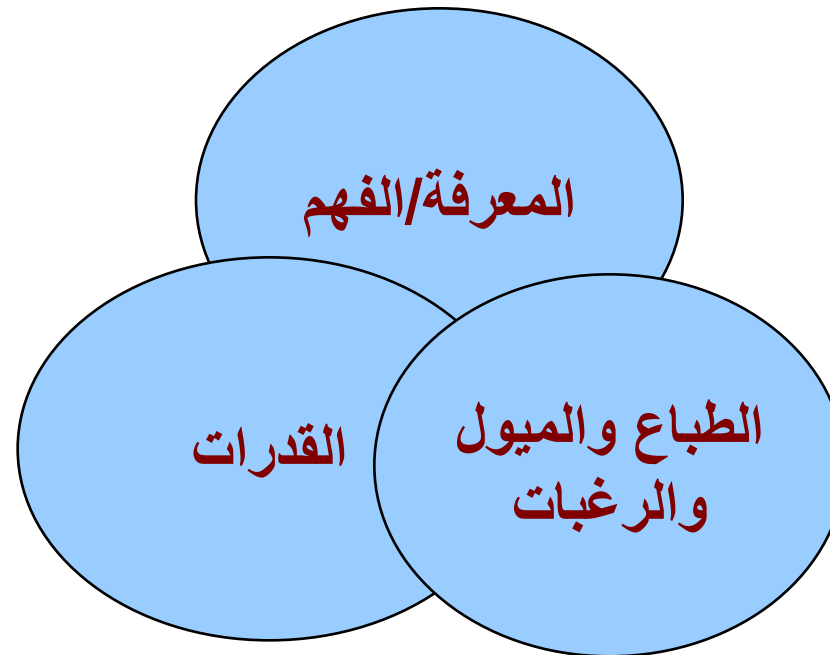 المعرفة/الفهم
الطباع والميول
والرغبات
القدرات